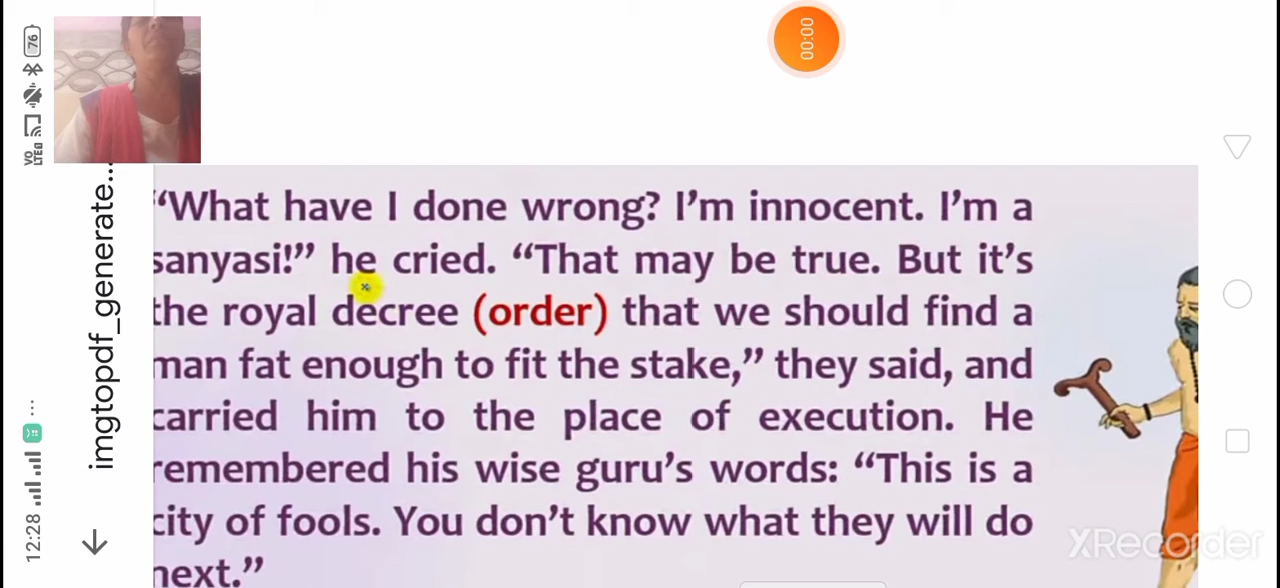 “What have I done wrong? I’m innocent. I’m a
sanyasi!” he cried. “That may be true. But it’s
the royal decree (order) that we should find a
man fat enough to fit the stake,” they said, and
carried him to the place of execution. He
remembered his wise guru’s words: “This is a
city of fools. You don’t know what they will do
next.”
00:00
76
VO
LTE
imgtopdf_generate...
12:28
XRecorder